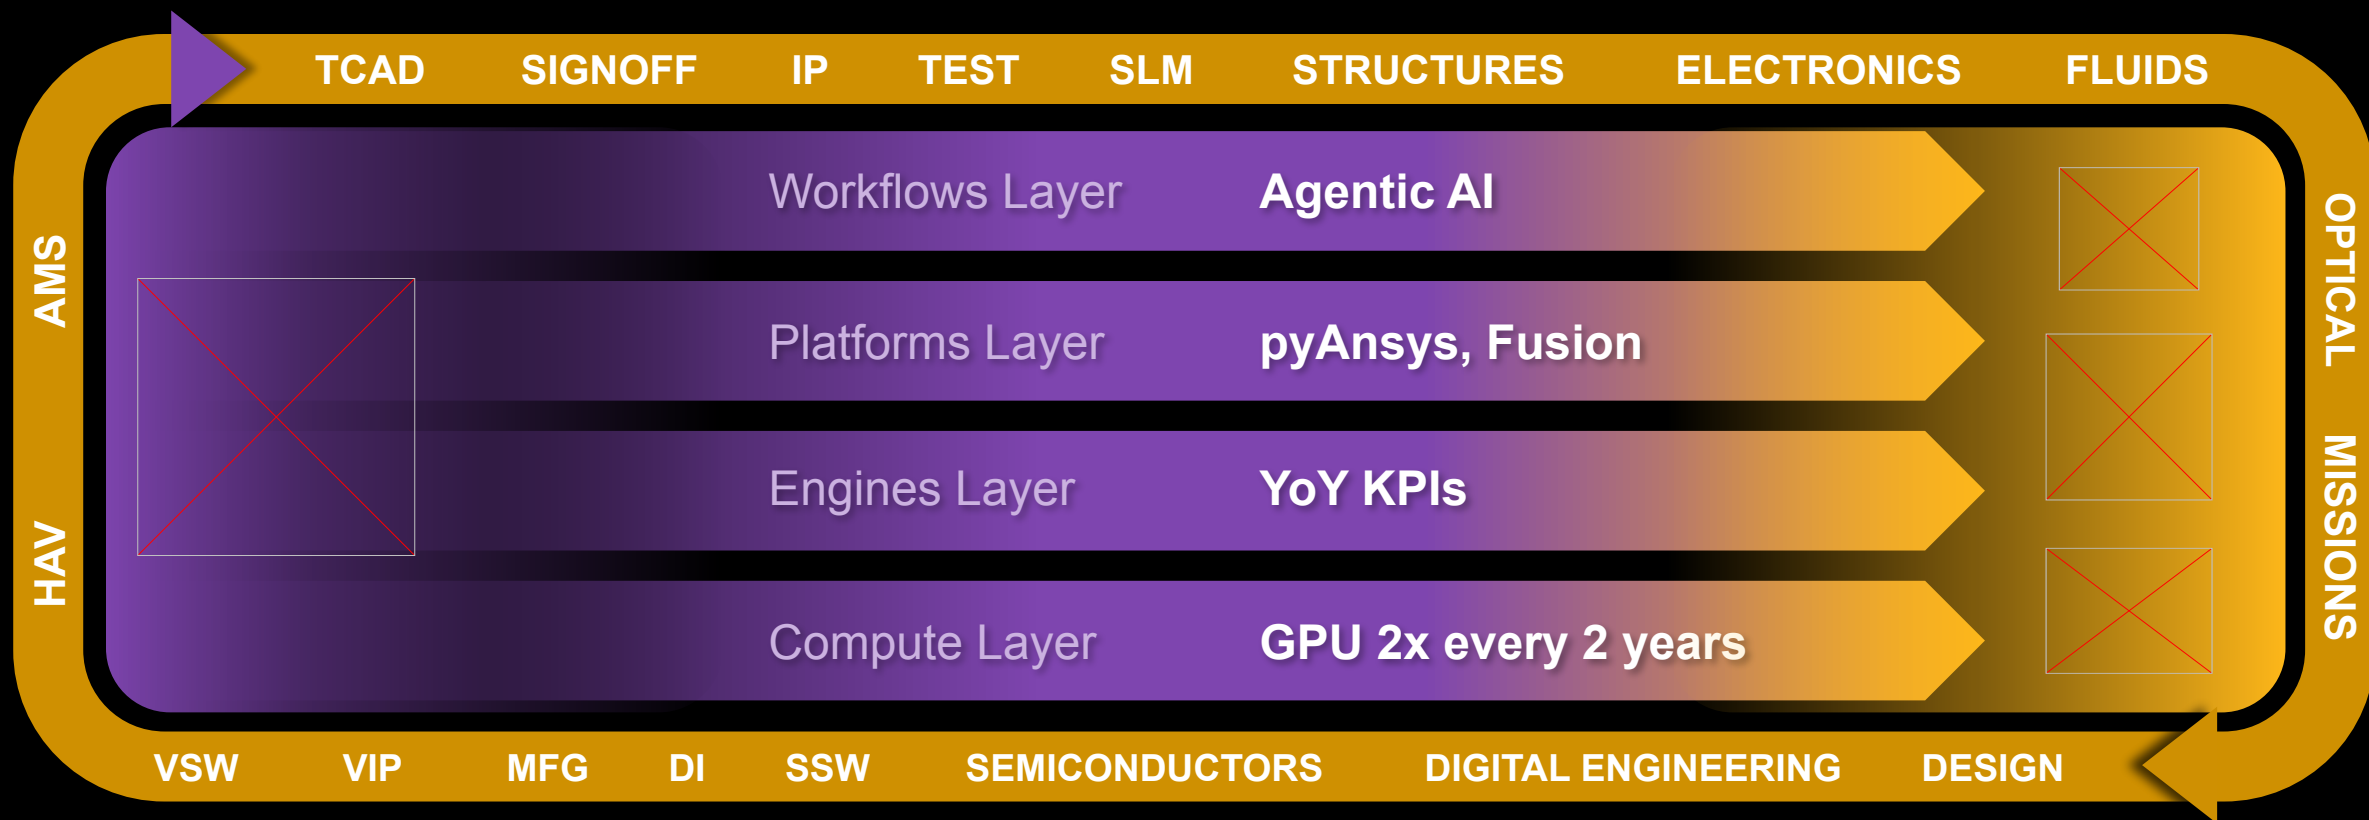 TCAD SIGNOFF IP TEST SLM STRUCTURES ELECTRONICS FLUIDS
OPTICAL MISSIONS
Workflows Layer Agentic AI
Platforms Layer pyAnsys, Fusion
Engines Layer YoY KPIs
Compute Layer GPU 2x every 2 years
HAV AMS
VSW VIP MFG DI SSW SEMICONDUCTORS DIGITAL ENGINEERING DESIGN